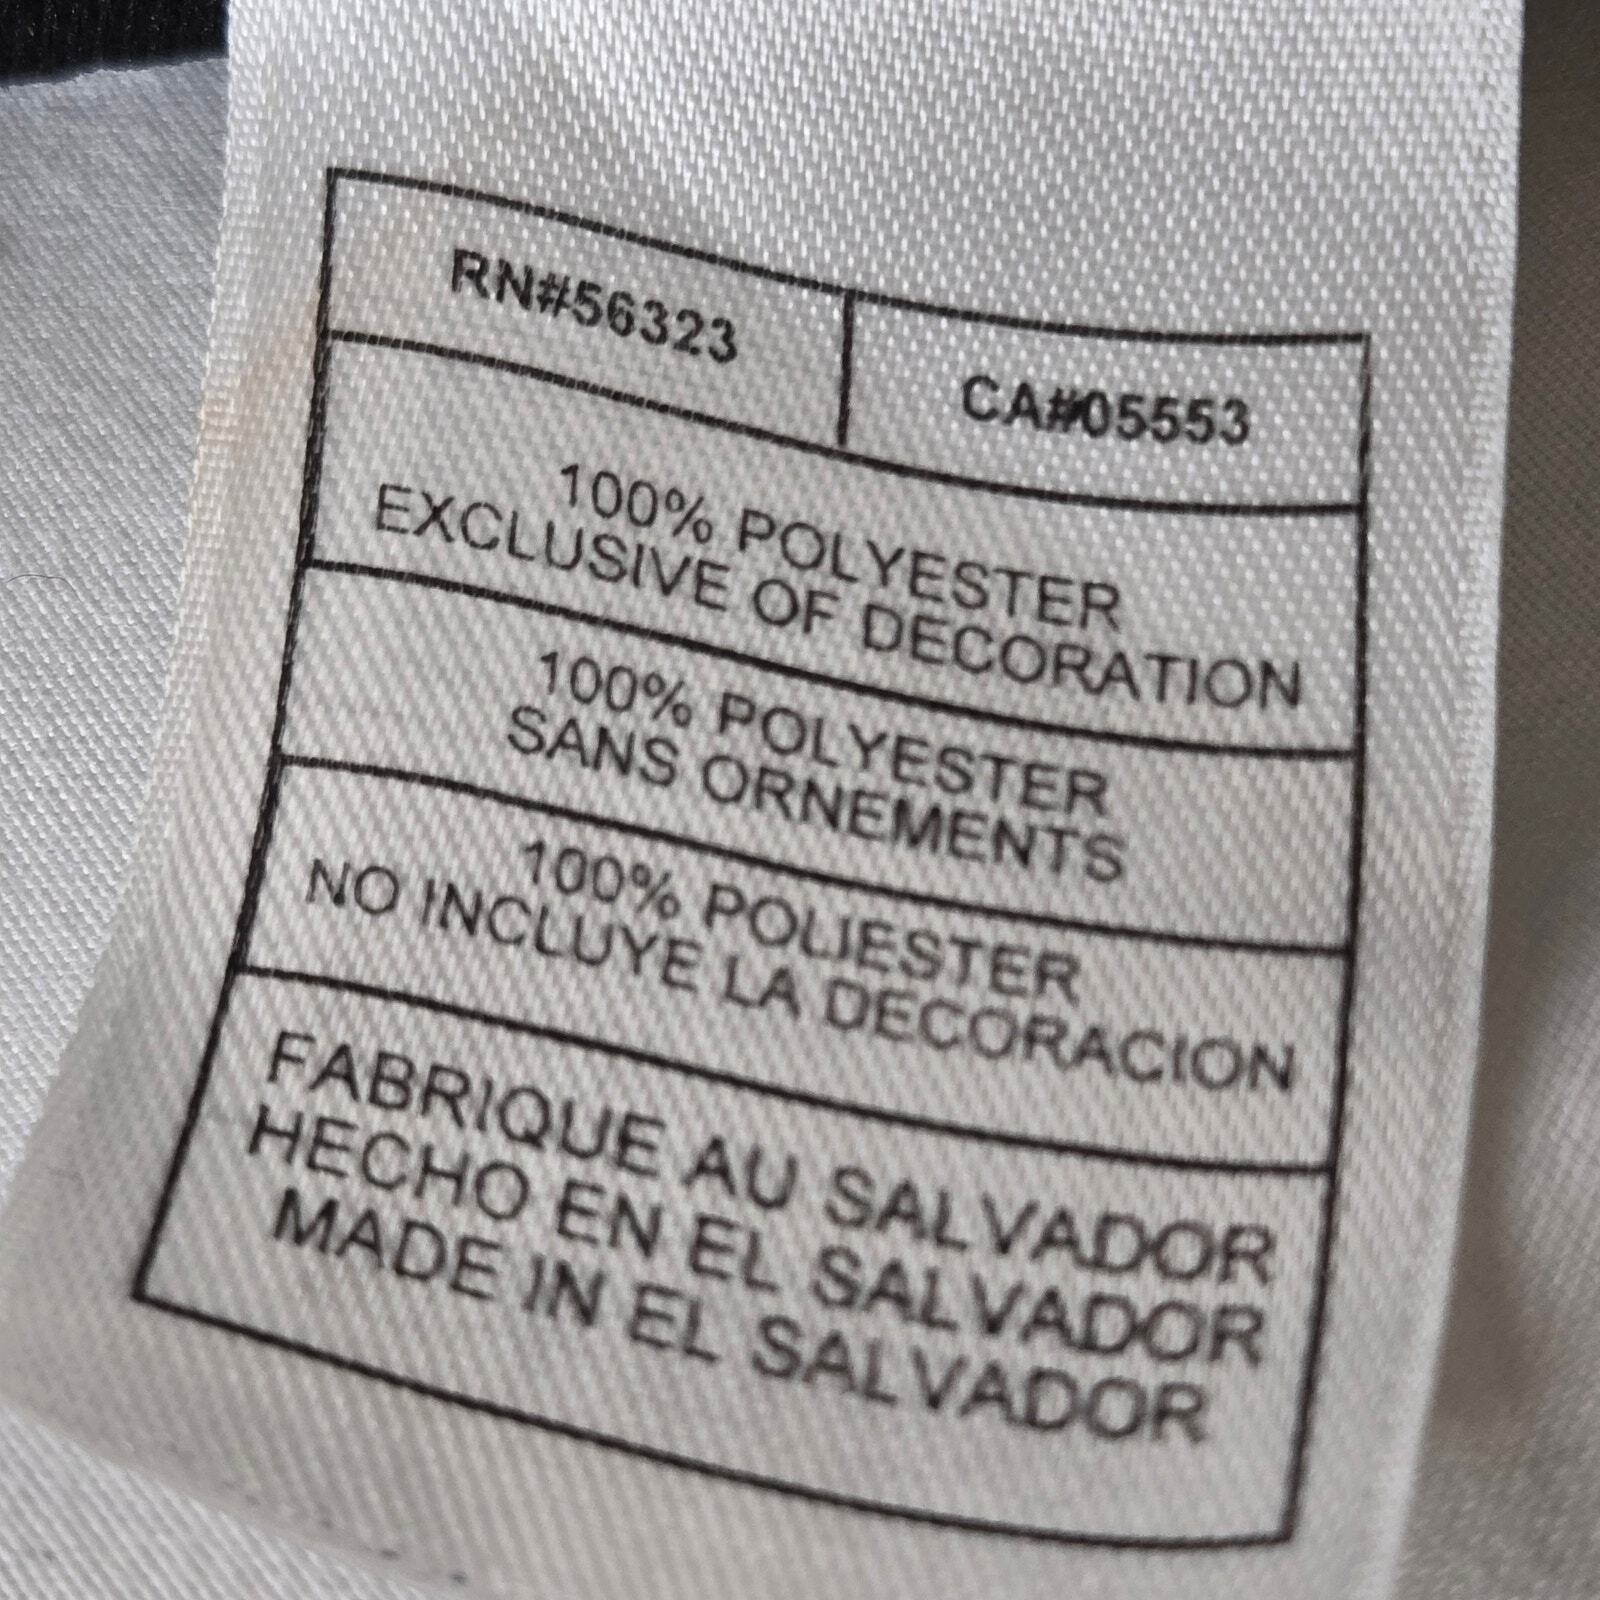 RN#56323
CA#05553
100% POLYESTER
EXCLUSIVE OF DECORATION
100% POLYESTER
SANS ORNEMENTS
100% POLIESTER
NO INCLUYE LA DECORACION
FABRIQUE AU SALVADOR
HECHO EN EL SALVADOR
MADE IN EL SALVADOR